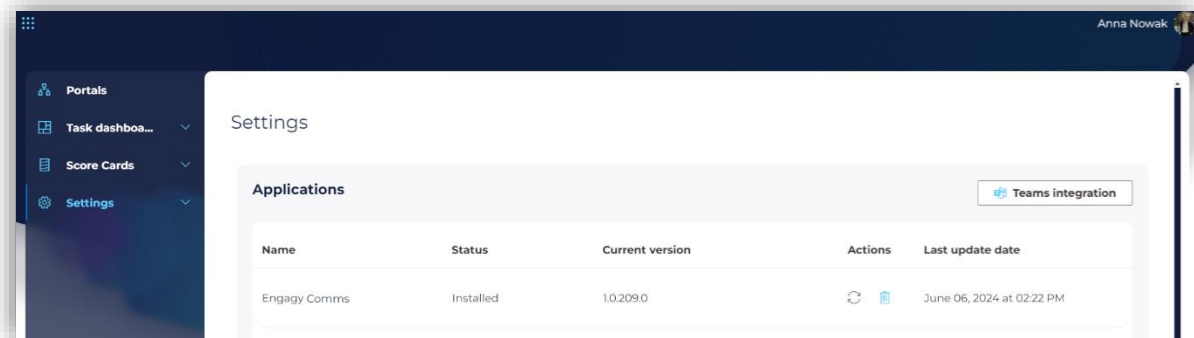 Anna Nowak
Portals
Task dashboa...
Score Cards
Settings
Settings
Applications
Teams integration
Name Status Current version Actions Last update date
Engagy Comms Installed 1.0.209.0 June 06, 2024 at 02:22 PM